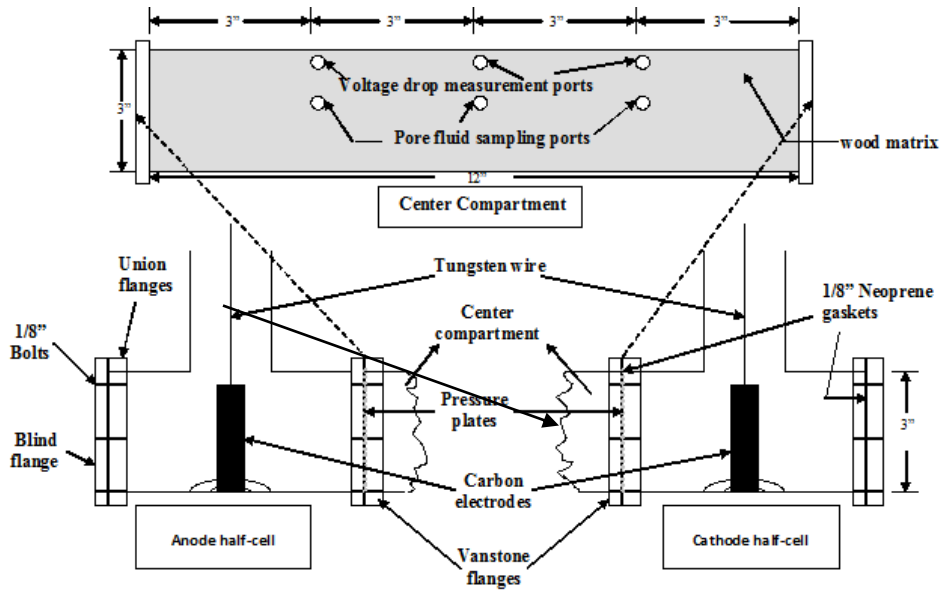 3” 3” 3” 3”
Voltage drop measurement ports
3”
Pore fluid sampling ports
wood matrix
12”
Center Compartment
Union
flanges
Tungsten wire
1/8” Neoprene
gaskets
1/8”
Bolts
Center
compartment
Pressure
plates
3”
Blind
flange
Carbon
electrodes
Anode half-cell
Cathode half-cell
Vanstone
flanges